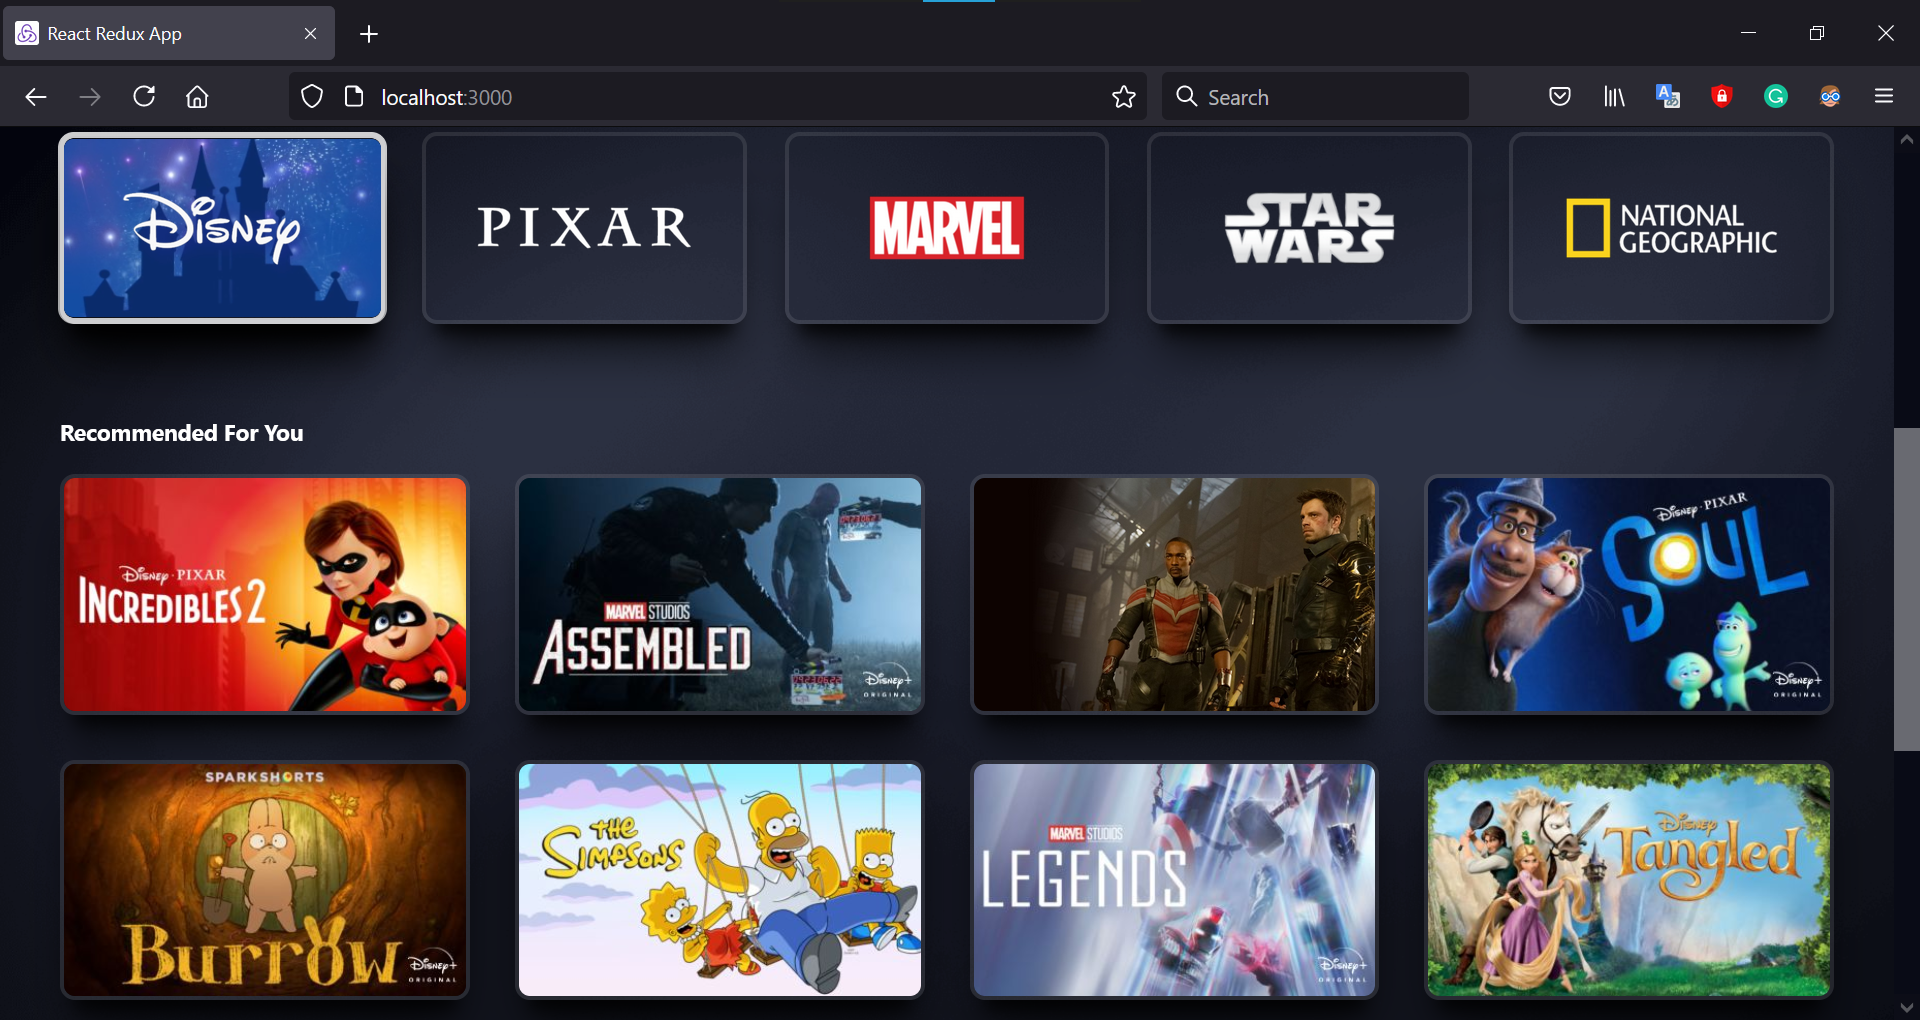 React Redux App
localhost:3000
Search
Disney
PIXAR
MARVEL
STAR
WARS
NATIONAL
GEOGRAPHIC
Recommended For You
Disney · PIXAR
INCREDIBLES 2
MARVEL STUDIOS
ASSEMBLED
Disney+
ORIGINAL
Disney · PIXAR
SOUL
Disney+
ORIGINAL
SPARKSHORTS
Burrow
Disney+
ORIGINAL
THE
SIMPSONS
MARVEL STUDIOS
LEGENDS
Disney+
ORIGINAL
Disney
Tangled